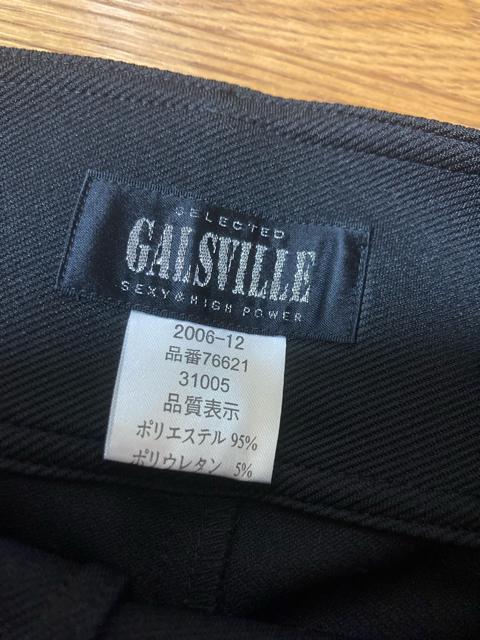 SELECTED
GALSVILLE
SEXY & HIGH POWER
2006-12
品番76621
31005
品質表示
ポリエステル 95%
ポリウレタン 5%